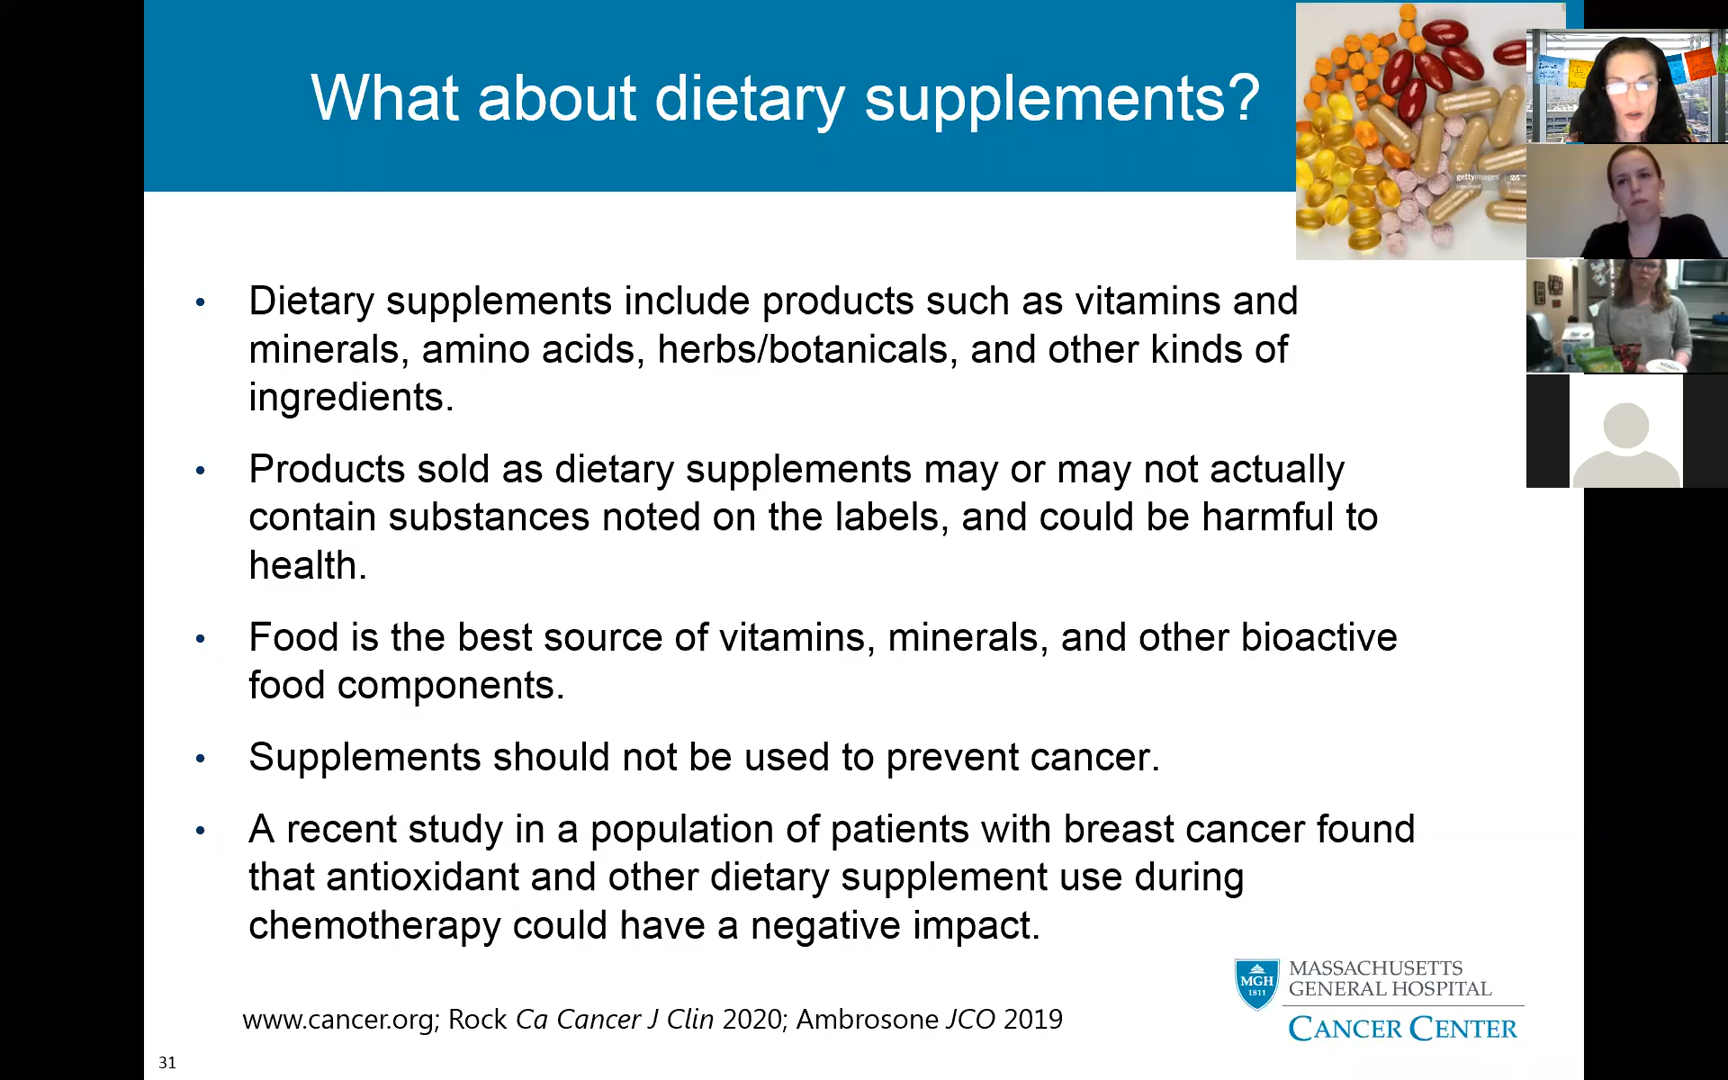 What about dietary supplements?
gettyimages
• Dietary supplements include products such as vitamins and
minerals, amino acids, herbs/botanicals, and other kinds of
ingredients.
• Products sold as dietary supplements may or may not actually
contain substances noted on the labels, and could be harmful to
health.
• Food is the best source of vitamins, minerals, and other bioactive
food components.
• Supplements should not be used to prevent cancer.
• A recent study in a population of patients with breast cancer found
that antioxidant and other dietary supplement use during
chemotherapy could have a negative impact.
MGH
1811
MASSACHUSETTS
GENERAL HOSPITAL
CANCER CENTER
www.cancer.org; Rock Ca Cancer J Clin 2020; Ambrosone JCO 2019
31